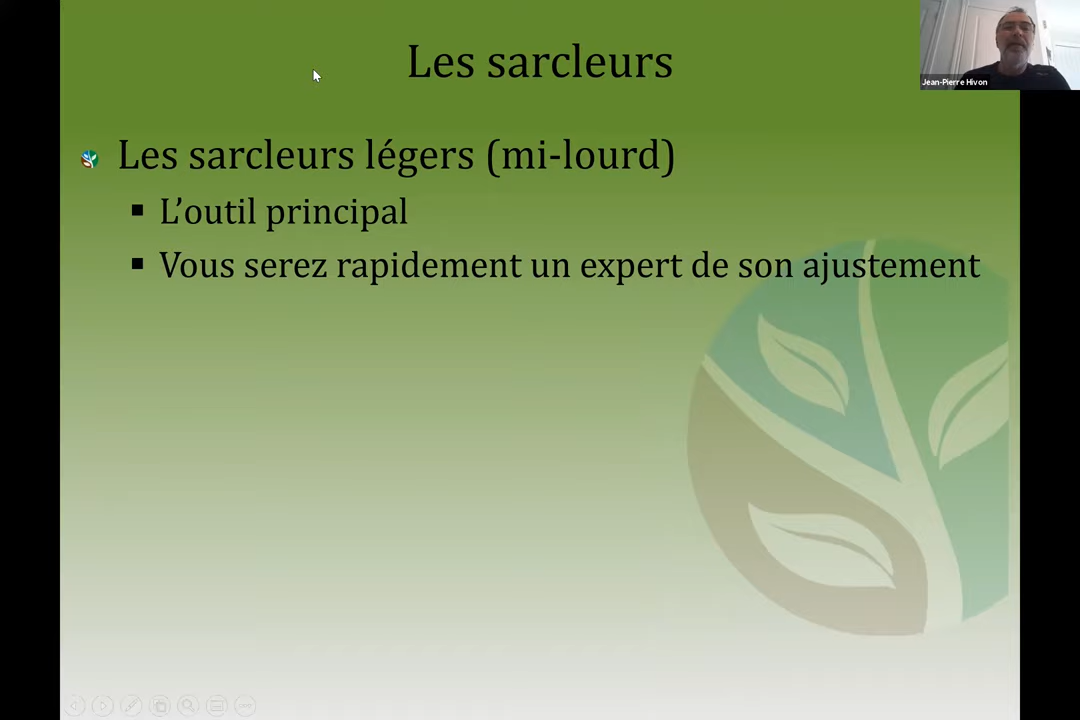 Les sarcleurs
Jean-Pierre Hivon
Les sarcleurs légers (mi-lourd)
L'outil principal
Vous serez rapidement un expert de son ajustement